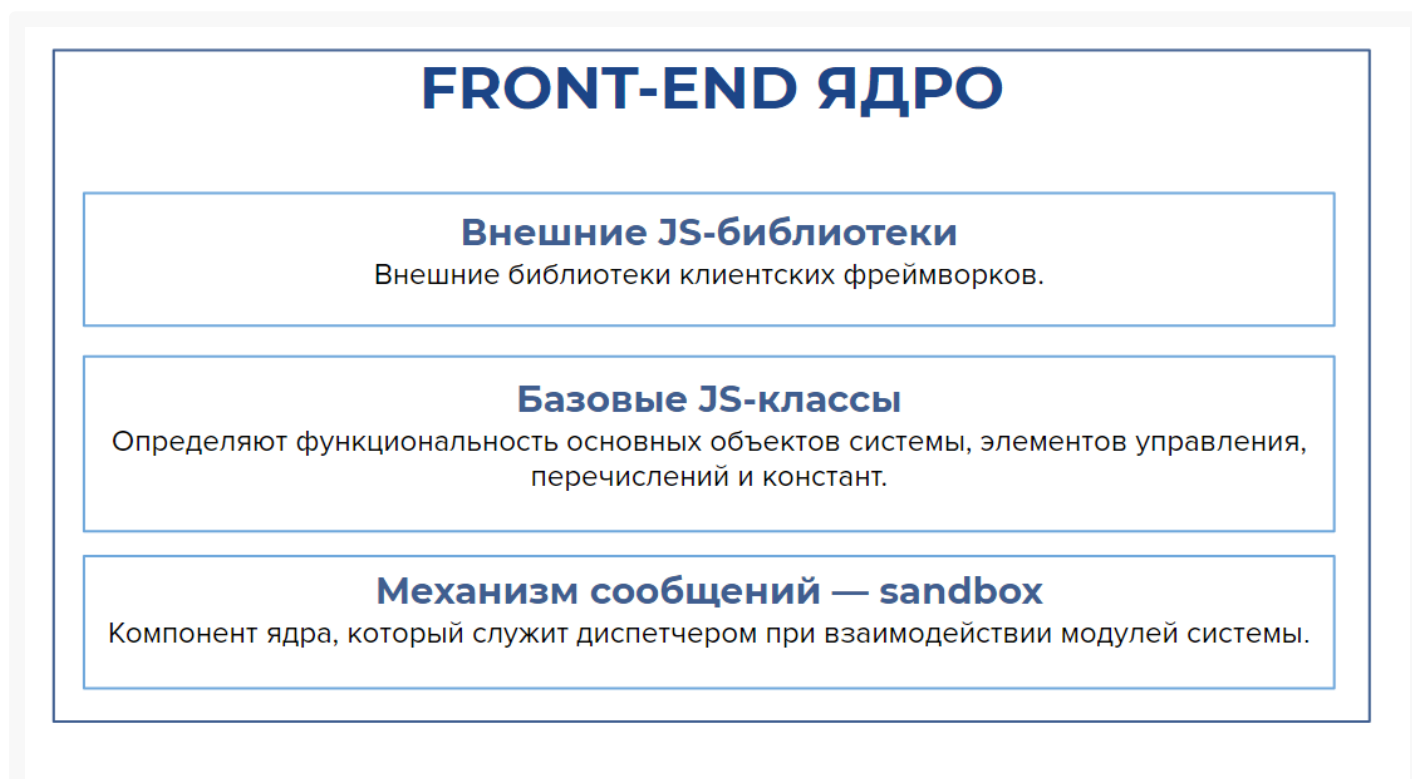 FRONT-END ЯДРО
Внешние JS-библиотеки
Внешние библиотеки клиентских фреймворков.
Базовые JS-классы
Определяют функциональность основных объектов системы, элементов управления,
перечислений и констант.
Механизм сообщений — sandbox
Компонент ядра, который служит диспетчером при взаимодействии модулей системы.